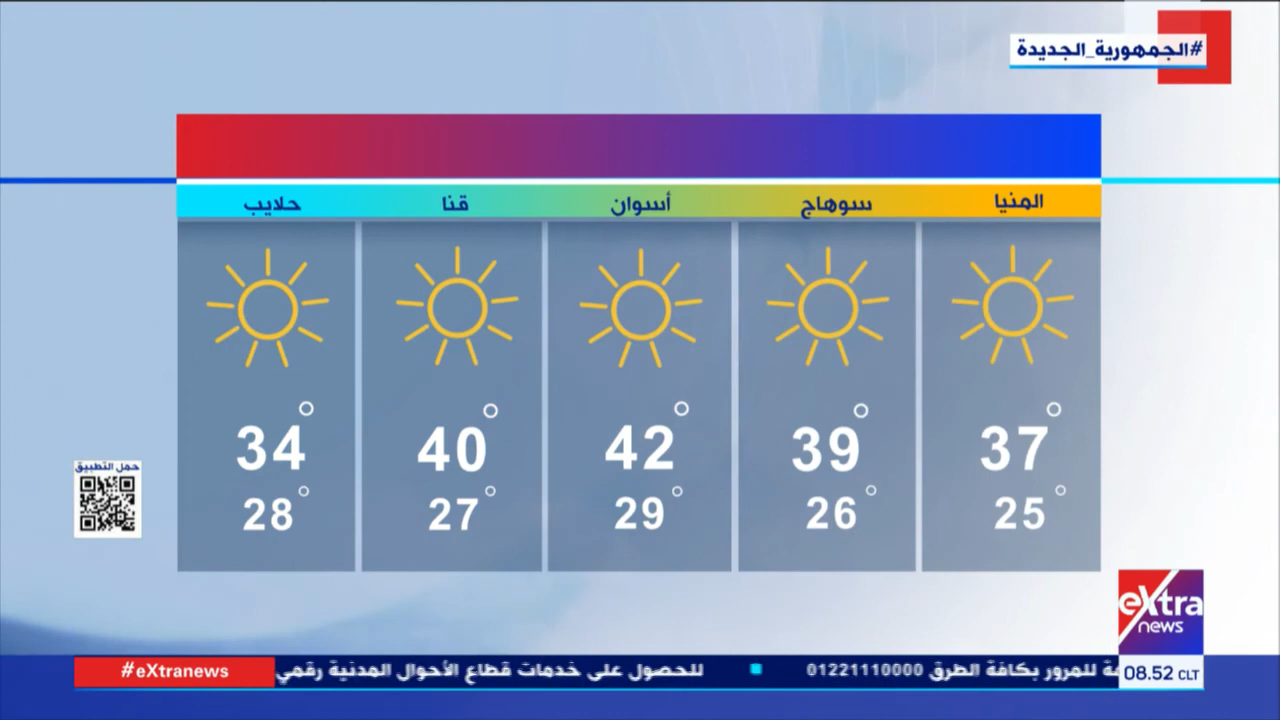 #الجمهورية_الجديدة
المنيا
سوهاج
أسوان
قنا
حلايب
37°
39°
42°
40°
34°
25°
26°
29°
27°
28°
حمل التطبيق
eXtra
news
08.52 CLT
للمرور بكافة الطرق 01221110000
للحصول على خدمات قطاع الأحوال المدنية رقمي
#eXtranews